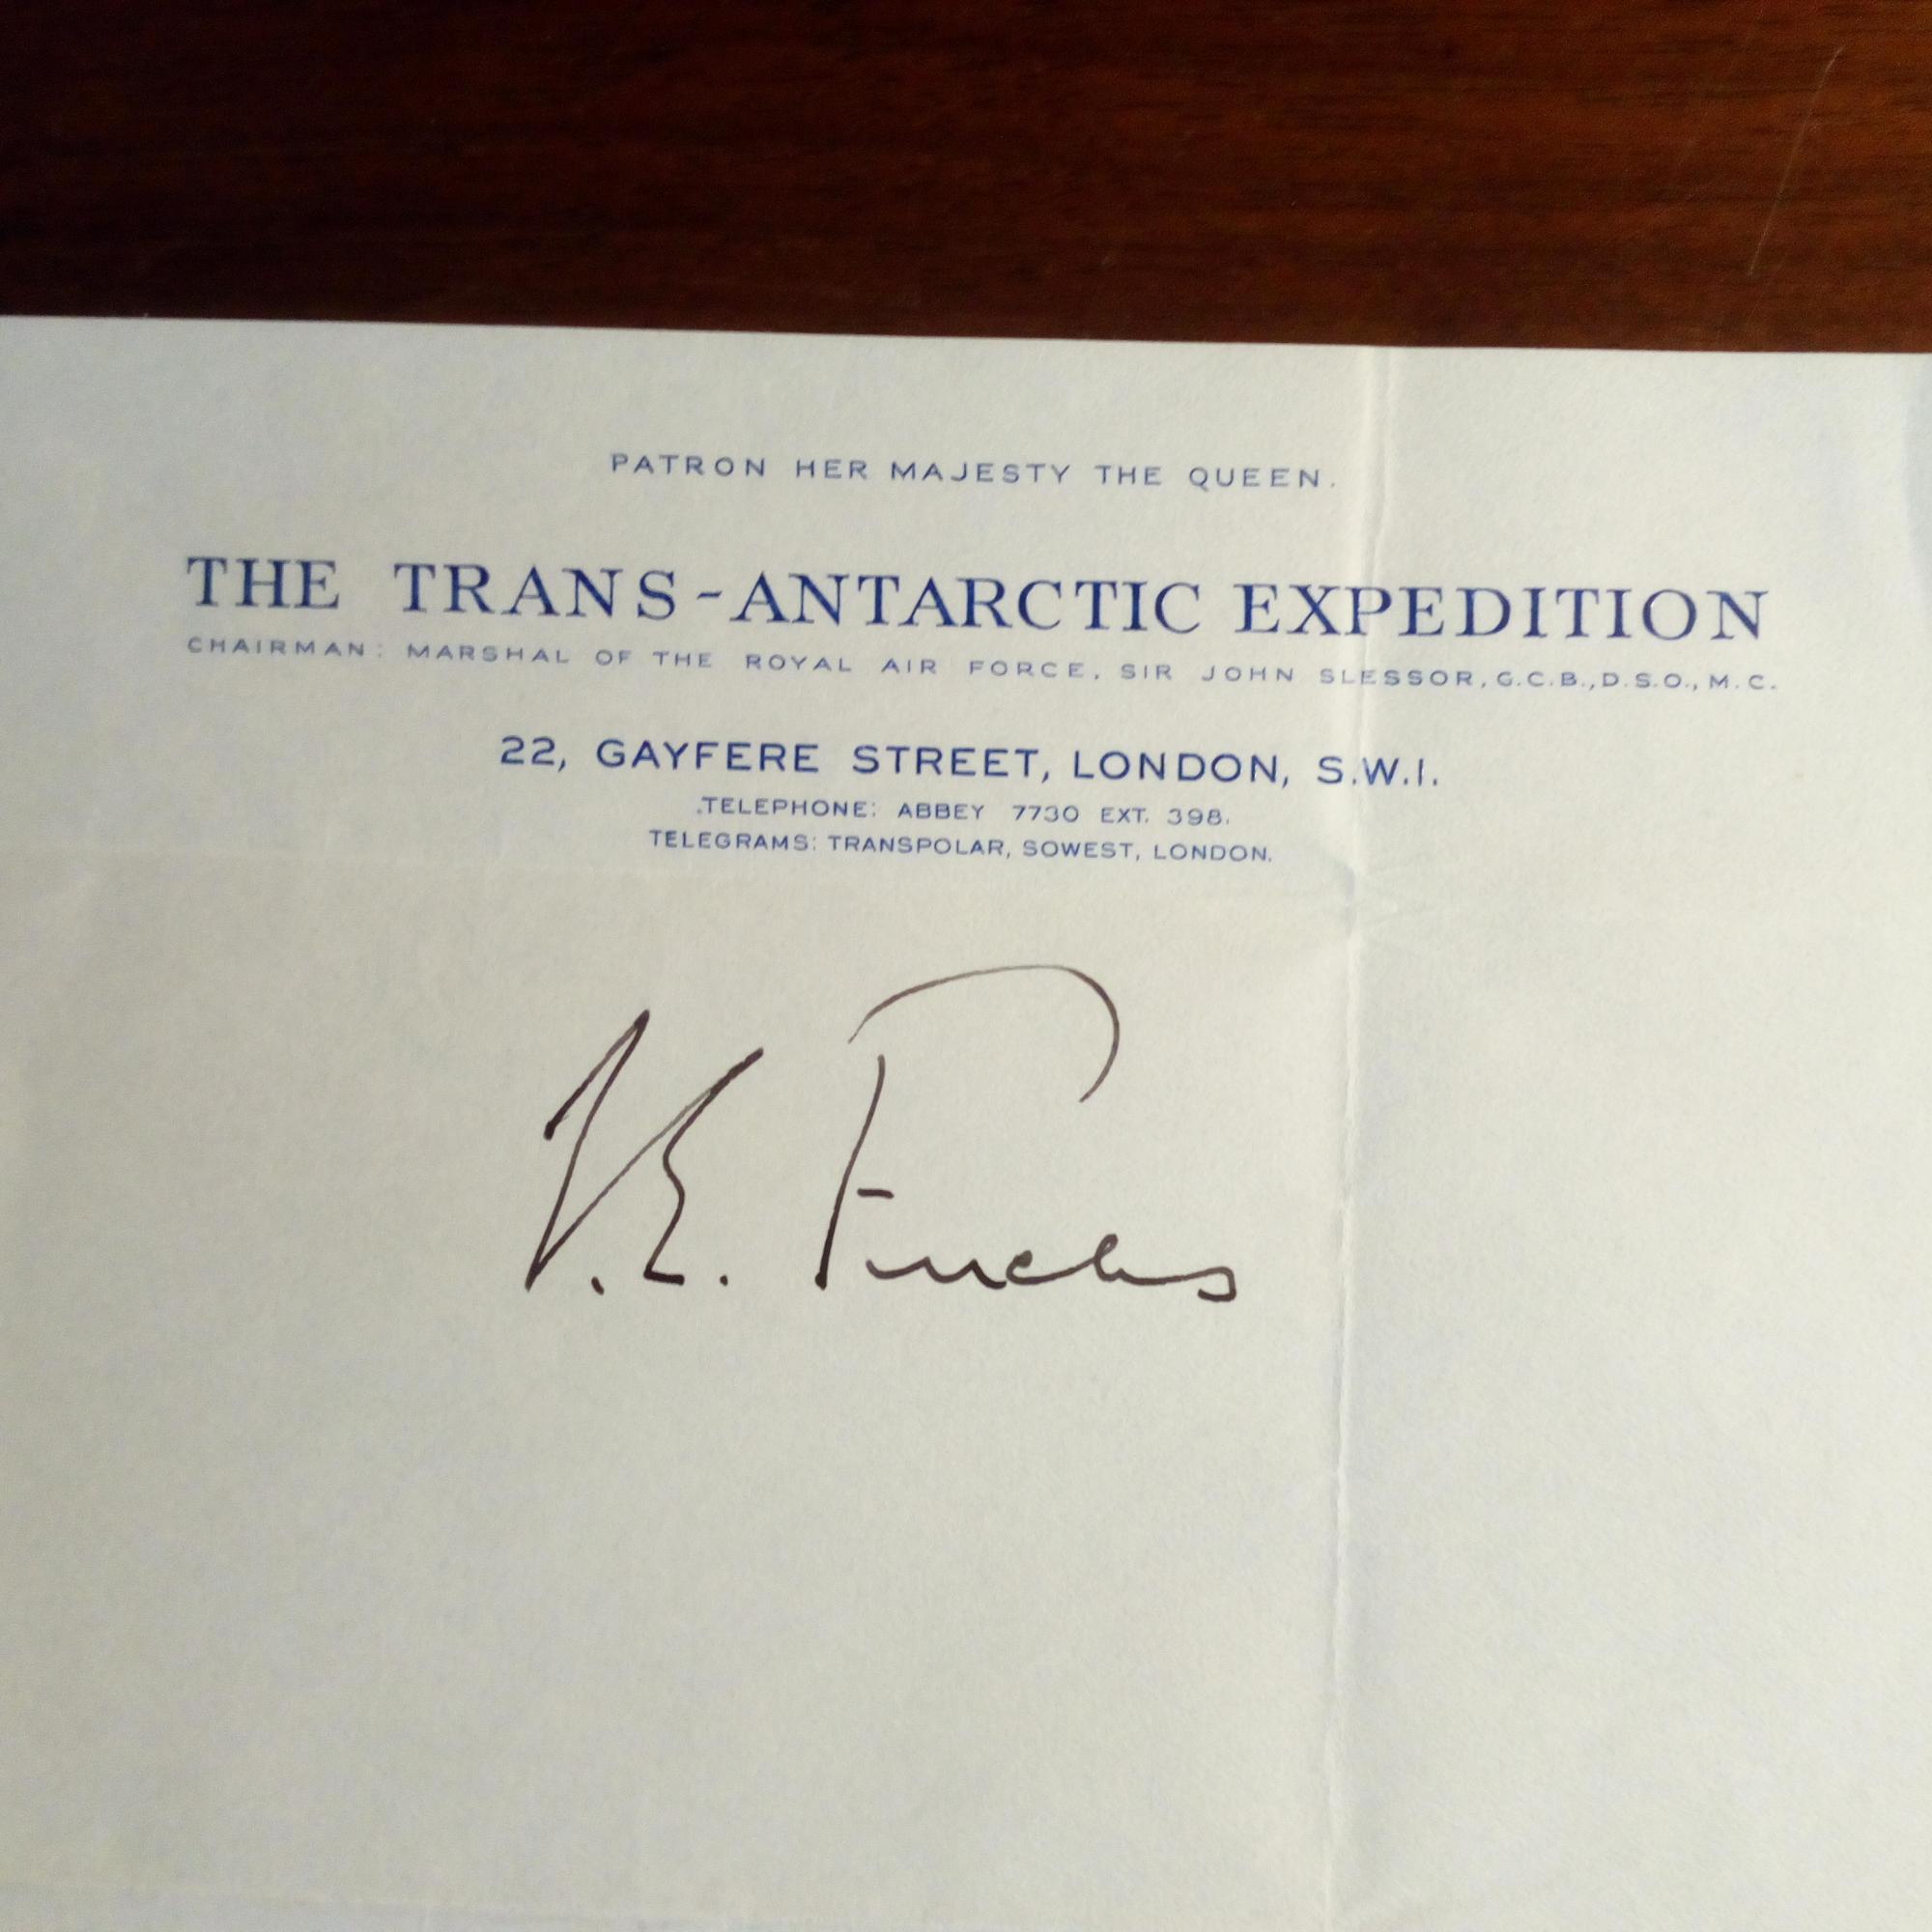 PATRON HER MAJESTY THE QUEEN.
THE TRANS-ANTARCTIC EXPEDITION
CHAIRMAN: MARSHAL OF THE ROYAL AIR FORCE, SIR JOHN SLESSOR, G.C.B., D.S.O., M.C.
22, GAYFERE STREET, LONDON, S.W.1.
TELEPHONE: ABBEY 7730 EXT. 398.
TELEGRAMS: TRANSPOLAR, SOWEST, LONDON.
V.E. Fuchs